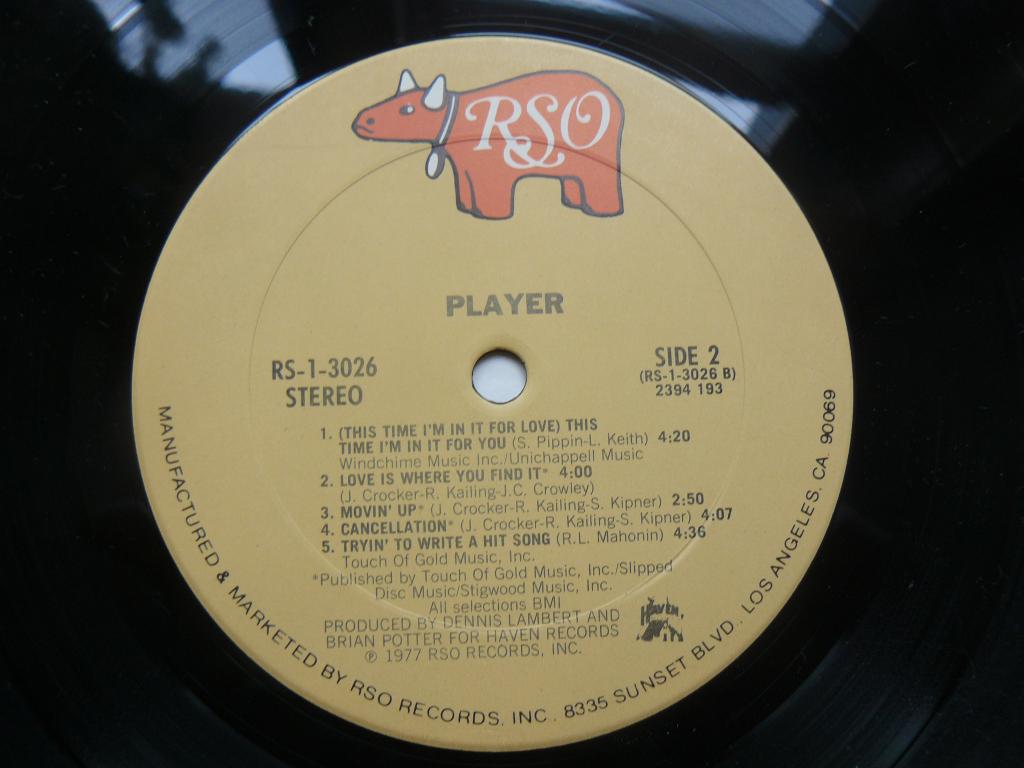 RSO
PLAYER
RS-1-3026
STEREO
SIDE 2
(RS-1-3026 B)
2394 193
1. (THIS TIME I'M IN IT FOR LOVE) THIS
TIME I'M IN IT FOR YOU (S. Pippin-L. Keith) 4:20
Windchime Music Inc./Unichappell Music
2. LOVE IS WHERE YOU FIND IT* 4:00
(J. Crocker-R. Kailing-J.C. Crowley)
3. MOVIN' UP* (J. Crocker-R. Kailing-S. Kipner) 2:50
4. CANCELLATION* (J. Crocker-R. Kailing-S. Kipner) 4:07
5. TRYIN' TO WRITE A HIT SONG (R.L. Mahonin) 4:36
Touch Of Gold Music, Inc.
*Published by Touch Of Gold Music, Inc./Slipped
Disc Music/Stigwood Music, Inc.
All selections BMI
PRODUCED BY DENNIS LAMBERT AND
BRIAN POTTER FOR HAVEN RECORDS
℗ 1977 RSO RECORDS, INC.
HAVEN
MANUFACTURED & MARKETED BY RSO RECORDS, INC., 8335 SUNSET BLVD., LOS ANGELES, CA. 90069